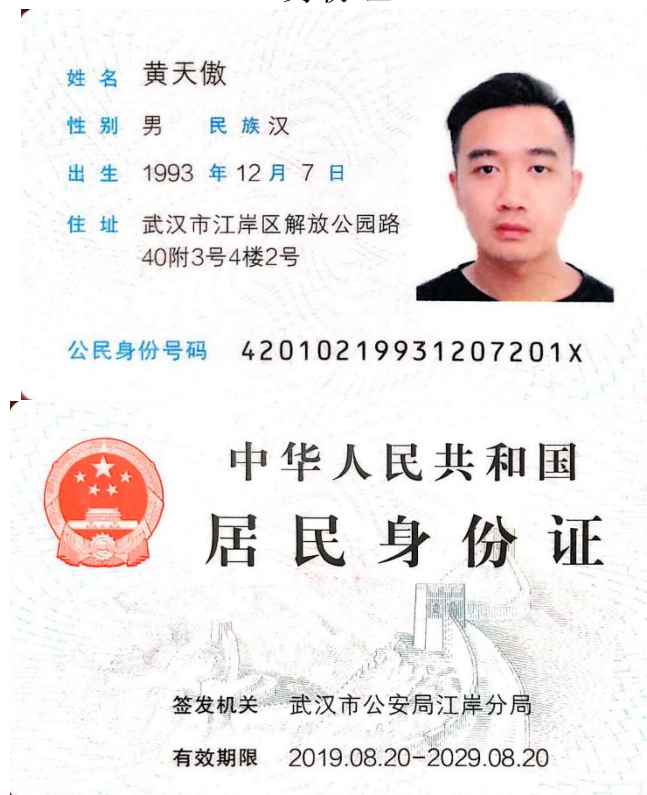 姓 名 黄天傲
性 别 男 民 族 汉
出 生 1993 年 12 月 7 日
住 址 武汉市江岸区解放公园路
40附3号4楼2号
公民身份号码 42010219931207201X
中华人民共和国
居民身份证
签发机关 武汉市公安局江岸分局
有效期限 2019.08.20-2029.08.20